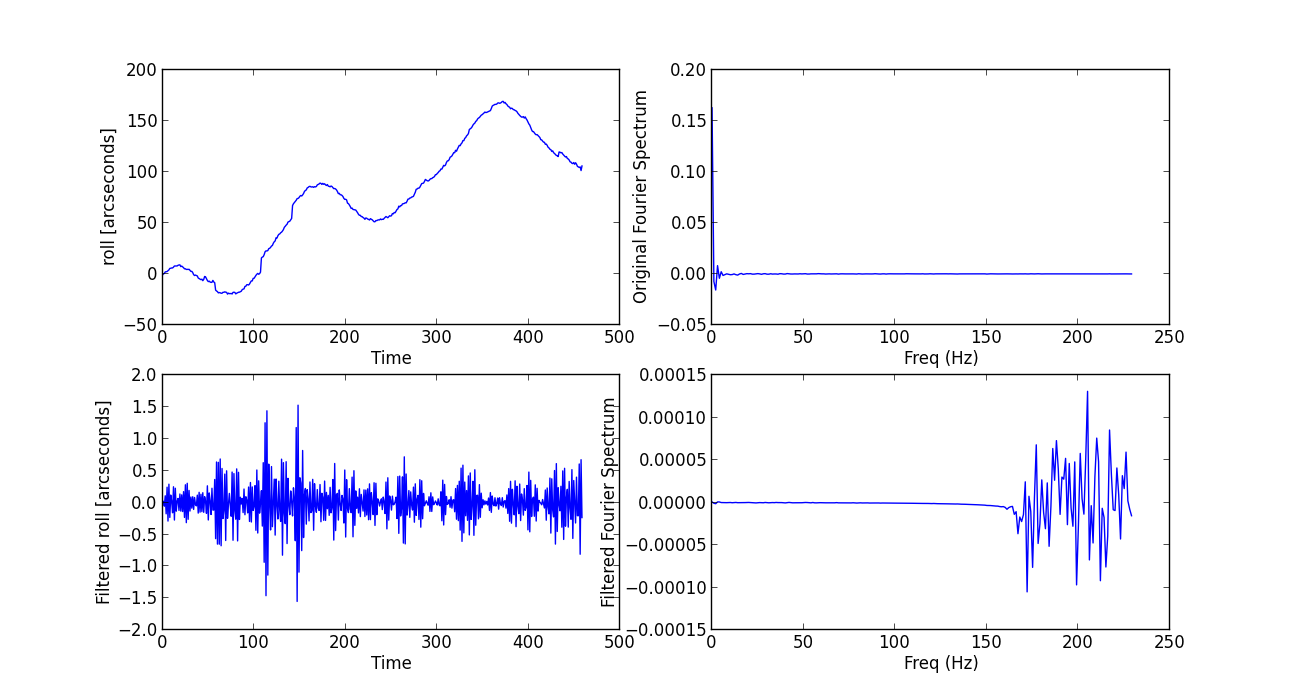 200
150
100
50
0
−50
roll [arcseconds]
0 100 200 300 400 500
Time
0.20
0.15
0.10
0.05
0.00
−0.05
Original Fourier Spectrum
0 50 100 150 200 250
Freq (Hz)
2.0
1.5
1.0
0.5
0.0
−0.5
−1.0
−1.5
−2.0
Filtered roll [arcseconds]
0 100 200 300 400 500
Time
0.00015
0.00010
0.00005
0.00000
−0.00005
−0.00010
−0.00015
Filtered Fourier Spectrum
0 50 100 150 200 250
Freq (Hz)